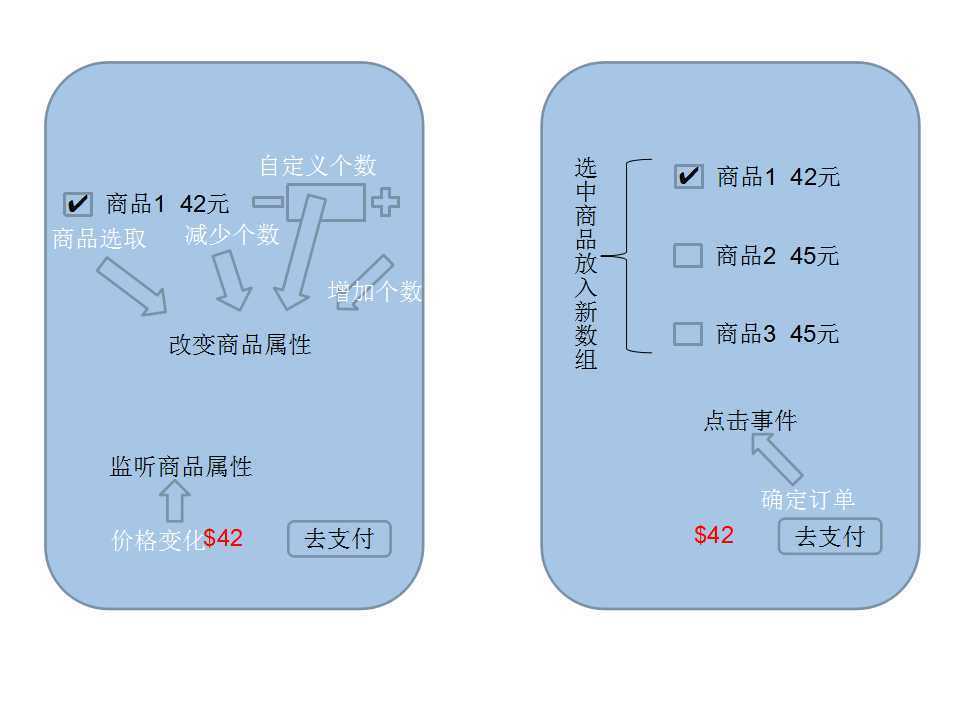 自定义个数
商品1 42元
商品选取
减少个数
增加个数
改变商品属性
监听商品属性
价格变化$42
去支付
选中商品放入新数组
商品1 42元
商品2 45元
商品3 45元
点击事件
确定订单
$42
去支付